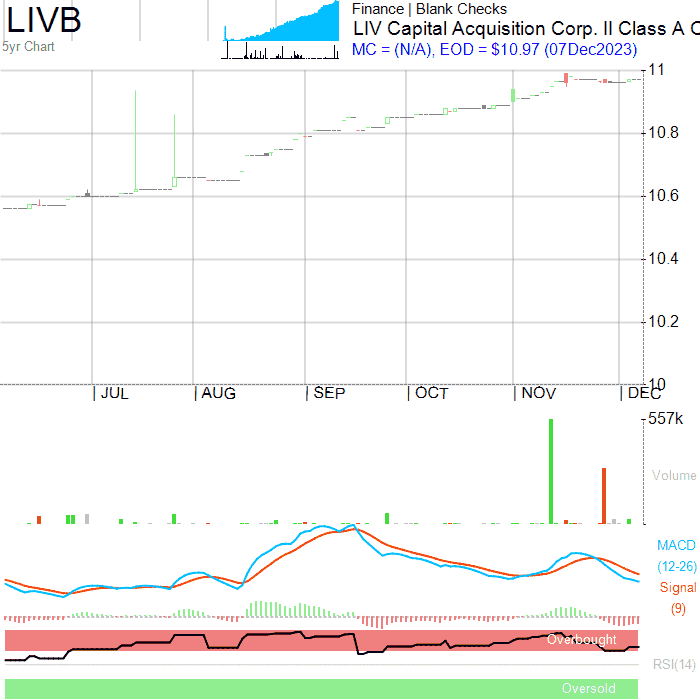 LIVB
5yr Chart
Finance | Blank Checks
LIV Capital Acquisition Corp. II Class A O
MC = (N/A), EOD = $10.97 (07Dec2023)
11
10.8
10.6
10.4
10.2
10
| JUL | AUG | SEP | OCT | NOV | DEC
557k
Volume
MACD
(12-26)
Signal
(9)
Overbought
RSI(14)
Oversold